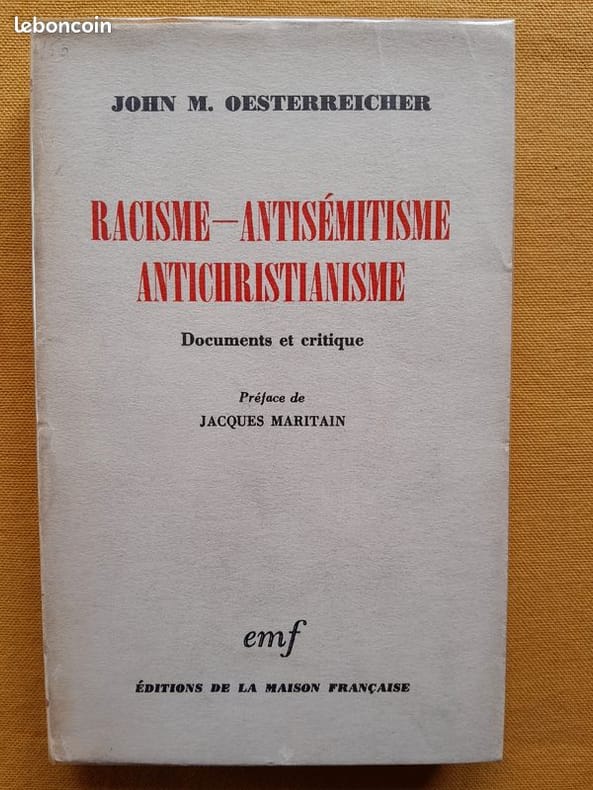 leboncoin
JOHN M. OESTERREICHER
RACISME—ANTISÉMITISME
ANTICHRISTIANISME
Documents et critique
Préface de
JACQUES MARITAIN
emf
ÉDITIONS DE LA MAISON FRANÇAISE